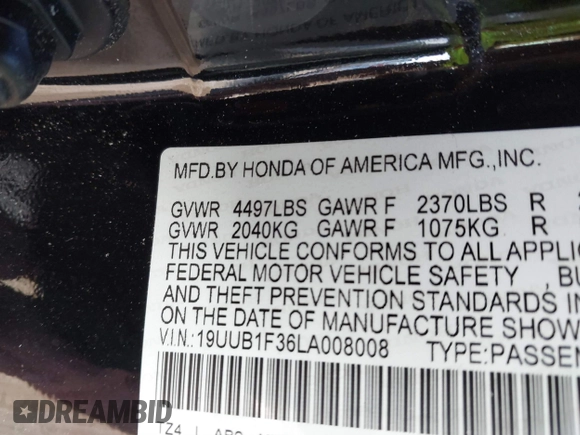 MFD.BY HONDA OF AMERICA MFG.,INC.
GVWR 4497LBS GAWR F 2370LBS R
GVWR 2040KG GAWR F 1075KG R
THIS VEHICLE CONFORMS TO ALL APPLIC
FEDERAL MOTOR VEHICLE SAFETY , BU
AND THEFT PREVENTION STANDARDS IN
ON THE DATE OF MANUFACTURE SHOW
V.I.N.:19UUB1F36LA008008 TYPE:PASSEN
DREAMBID